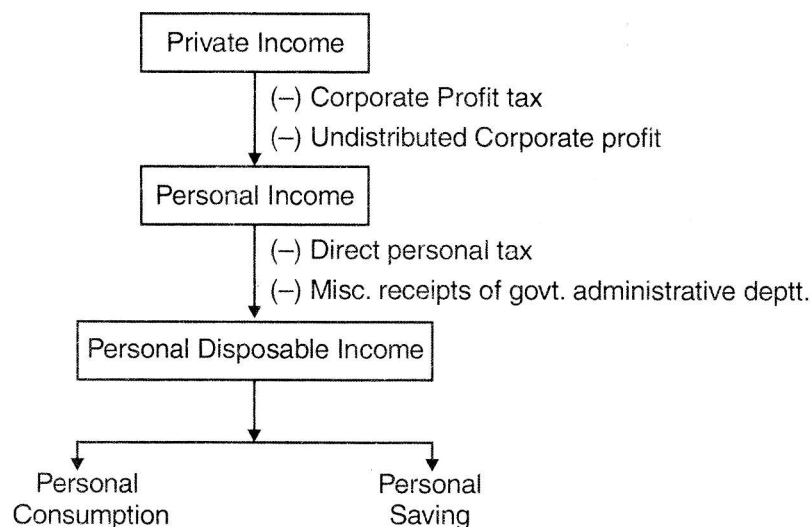 Private Income
(–) Corporate Profit tax
(–) Undistributed Corporate profit
Personal Income
(–) Direct personal tax
(–) Misc. receipts of govt. administrative deptt.
Personal Disposable Income
Personal
Consumption
Personal
Saving